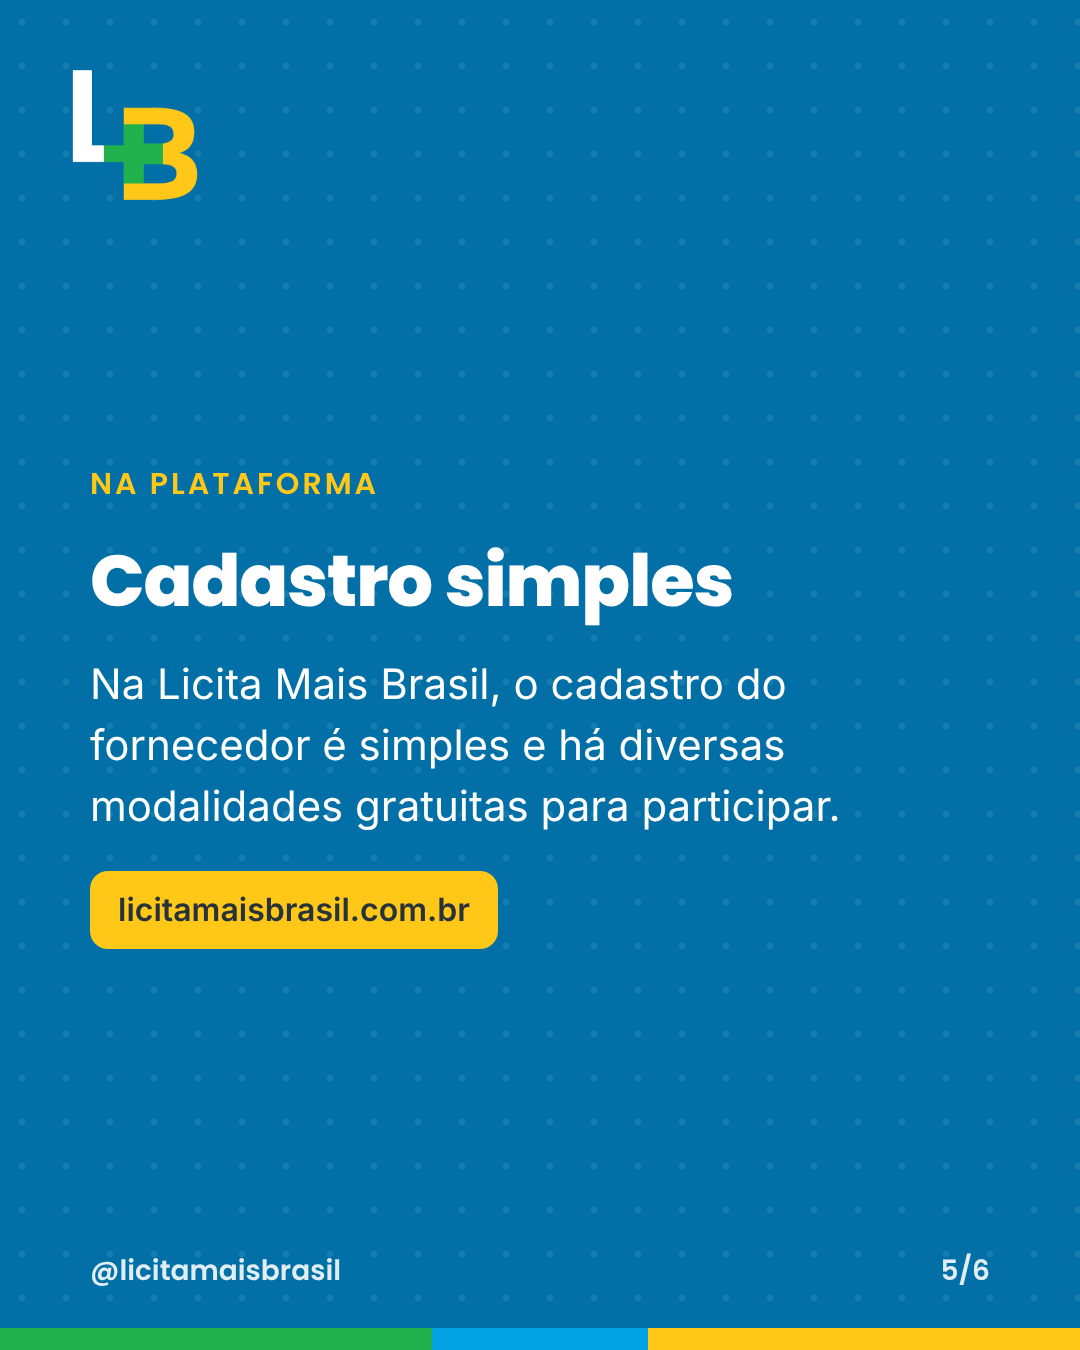 L+B
NA PLATAFORMA
Cadastro simples
Na Licita Mais Brasil, o cadastro do
fornecedor é simples e há diversas
modalidades gratuitas para participar.
licitamaisbrasil.com.br
@licitamaisbrasil
5/6